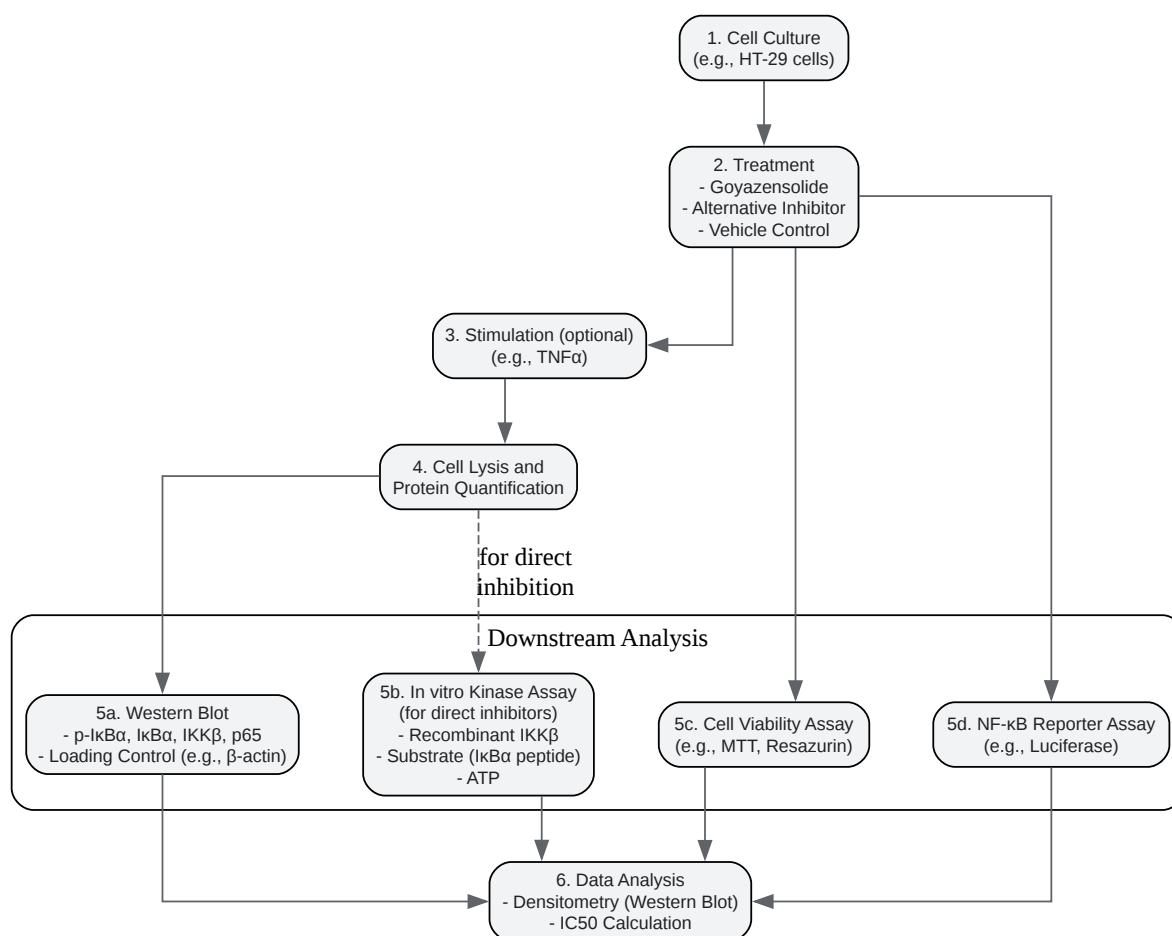 1. Cell Culture
(e.g., HT-29 cells)
2. Treatment
- Goyazensolide
- Alternative Inhibitor
- Vehicle Control
3. Stimulation (optional)
(e.g., TNFα)
4. Cell Lysis and
Protein Quantification
for direct
inhibition
Downstream Analysis
5a. Western Blot
- p-IκBα, IκBα, IKKβ, p65
- Loading Control (e.g., β-actin)
5b. In vitro Kinase Assay
(for direct inhibitors)
- Recombinant IKKβ
- Substrate (IκBα peptide)
- ATP
5c. Cell Viability Assay
(e.g., MTT, Resazurin)
5d. NF-κB Reporter Assay
(e.g., Luciferase)
6. Data Analysis
- Densitometry (Western Blot)
- IC50 Calculation